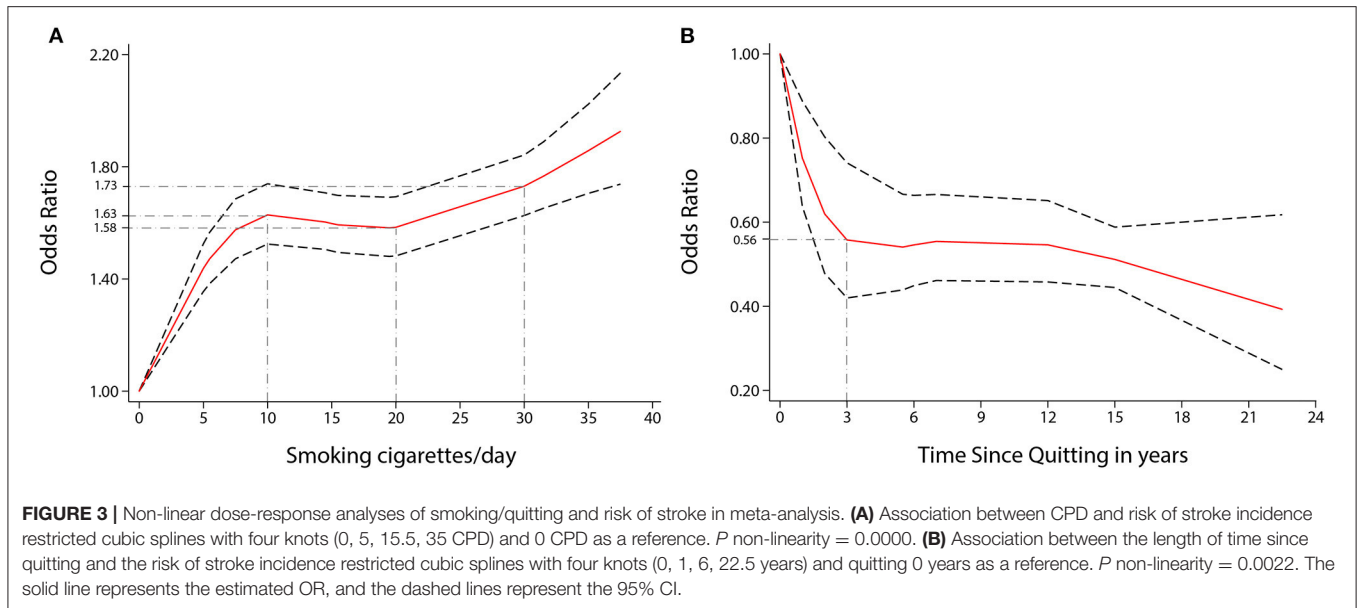 A
2.20
1.80
1.73
1.63
1.58
1.40
1.00
Odds Ratio
0 5 10 15 20 25 30 35 40
Smoking cigarettes/day
B
1.00
0.80
0.60
0.56
0.40
0.20
Odds Ratio
0 3 6 9 12 15 18 21 24
Time Since Quitting in years
FIGURE 3 | Non-linear dose-response analyses of smoking/quitting and risk of stroke in meta-analysis. (A) Association between CPD and risk of stroke incidence
restricted cubic splines with four knots (0, 5, 15.5, 35 CPD) and 0 CPD as a reference. P non-linearity = 0.0000. (B) Association between the length of time since
quitting and the risk of stroke incidence restricted cubic splines with four knots (0, 1, 6, 22.5 years) and quitting 0 years as a reference. P non-linearity = 0.0022. The
solid line represents the estimated OR, and the dashed lines represent the 95% CI.